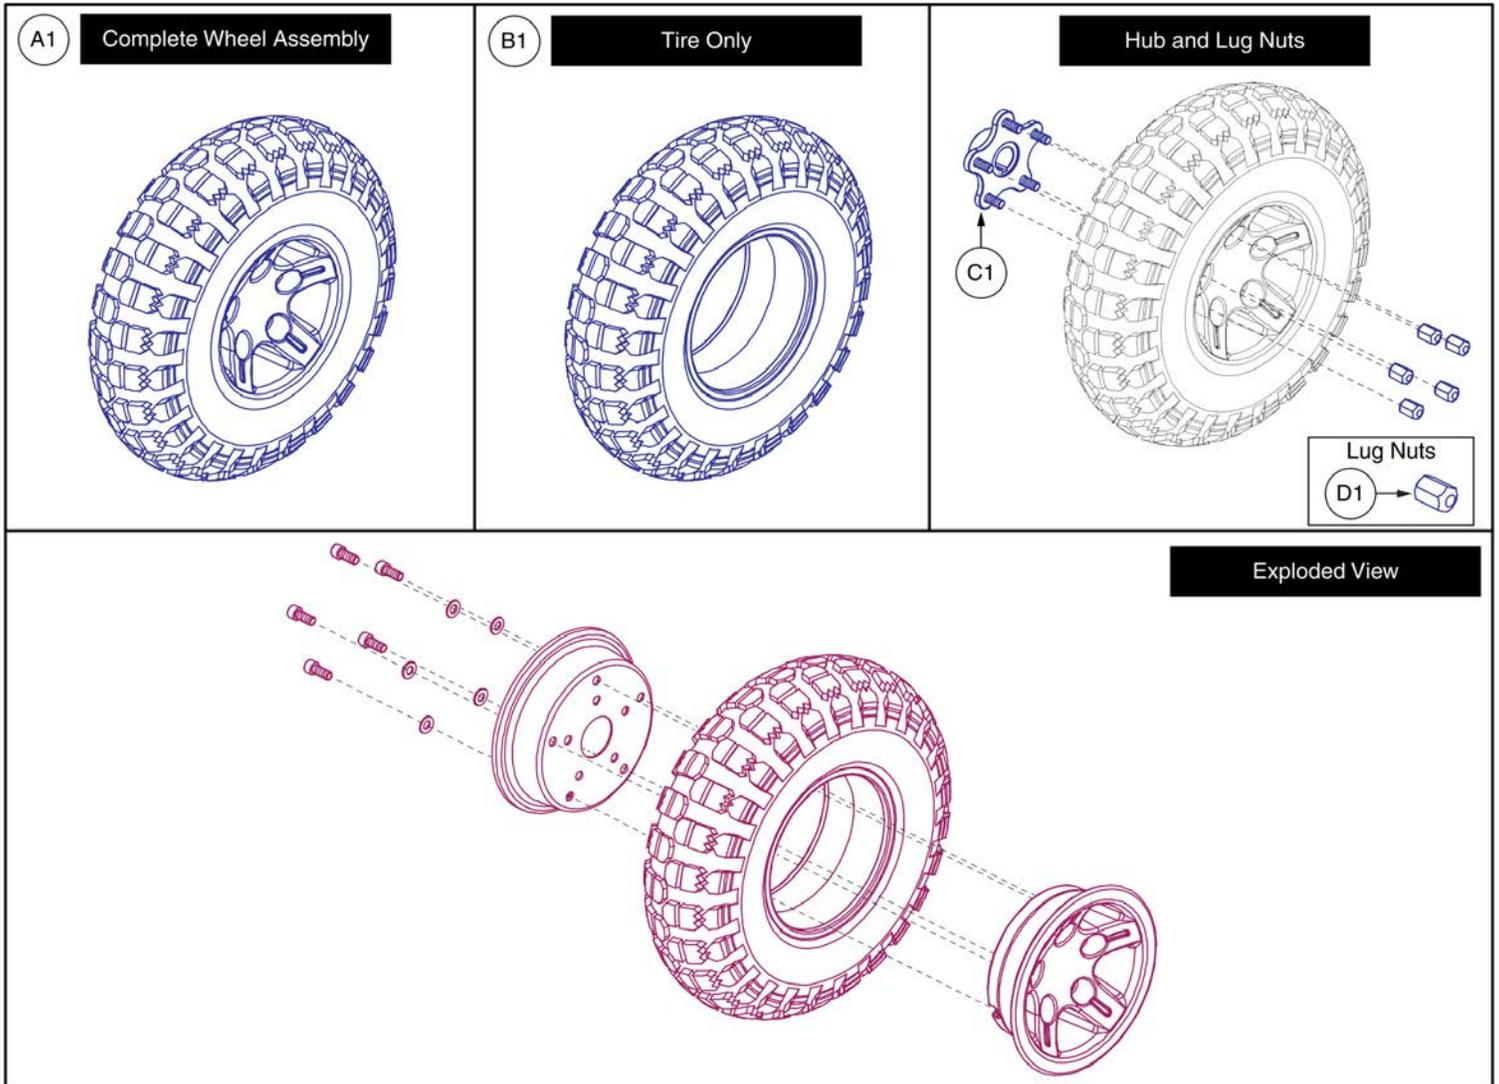 A1
Complete Wheel Assembly
B1
Tire Only
Hub and Lug Nuts
C1
Lug Nuts
D1
Exploded View